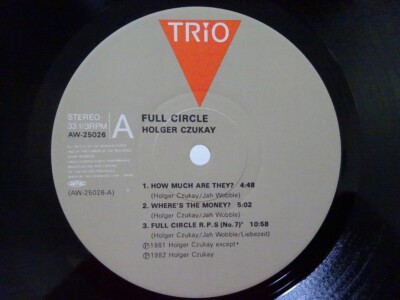 TRIO
STEREO
33 1/3RPM
AW-25026
A
FULL CIRCLE
HOLGER CZUKAY
(AW-25026-A)
1. HOW MUCH ARE THEY? 4:48
(Holger Czukay/Jah Wobble)
2. WHERE'S THE MONEY? 5:02
(Holger Czukay/Jah Wobble)
3. FULL CIRCLE R.P.S (No.7)* 10:58
(Holger Czukay/Jah Wobble/Liebezeit)
℗1981 Holger Czukay except*
℗1982 Holger Czukay